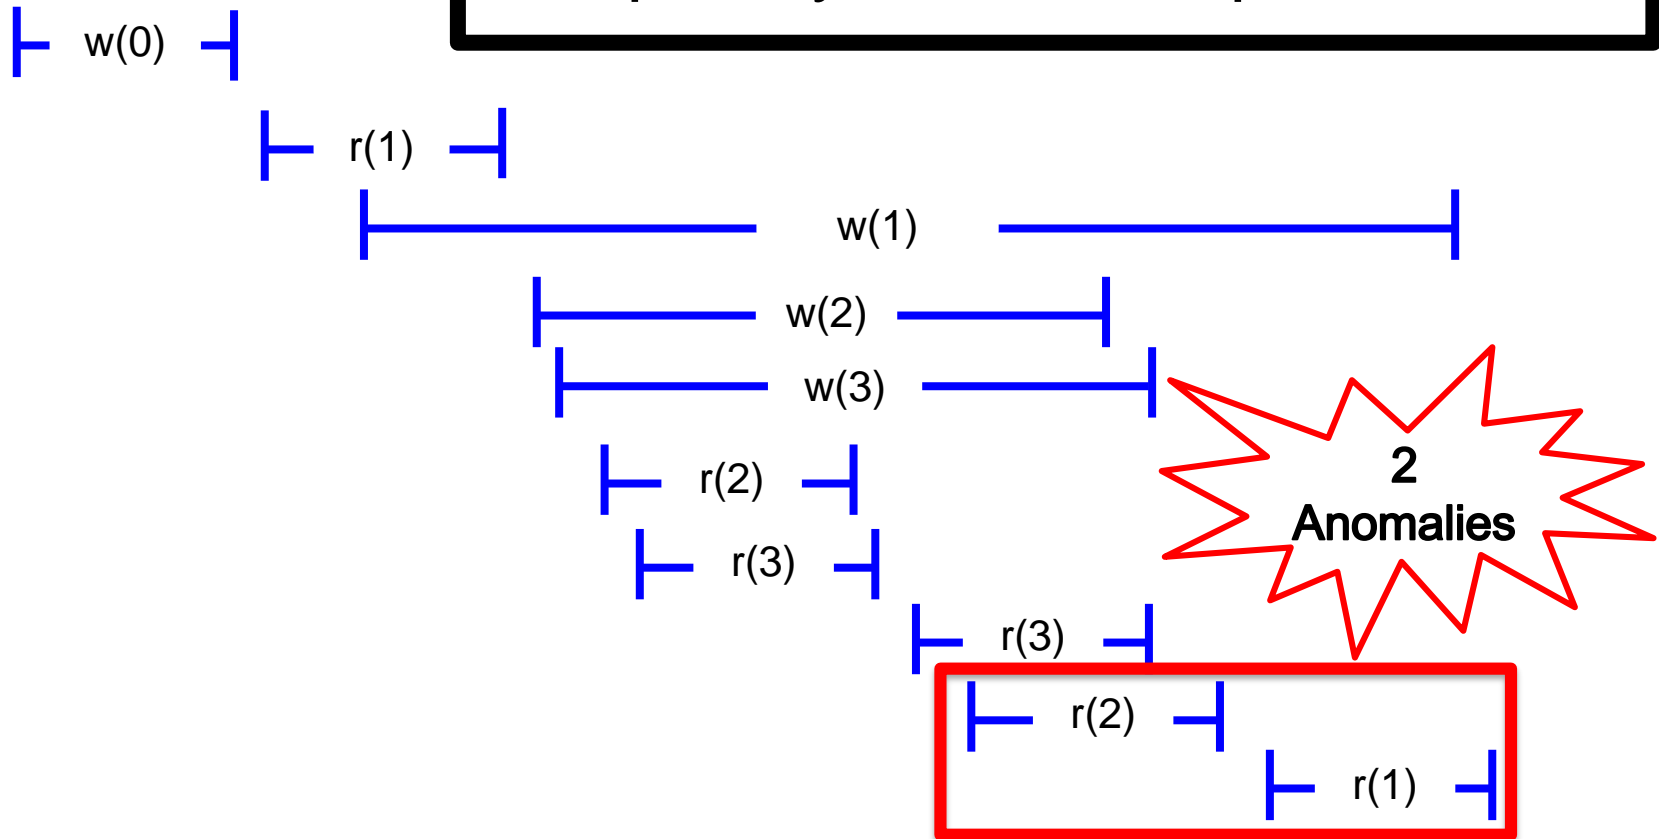 w(0)
r(1)
w(1)
w(2)
w(3)
2
Anomalies
r(2)
r(3)
r(3)
r(2)
r(1)